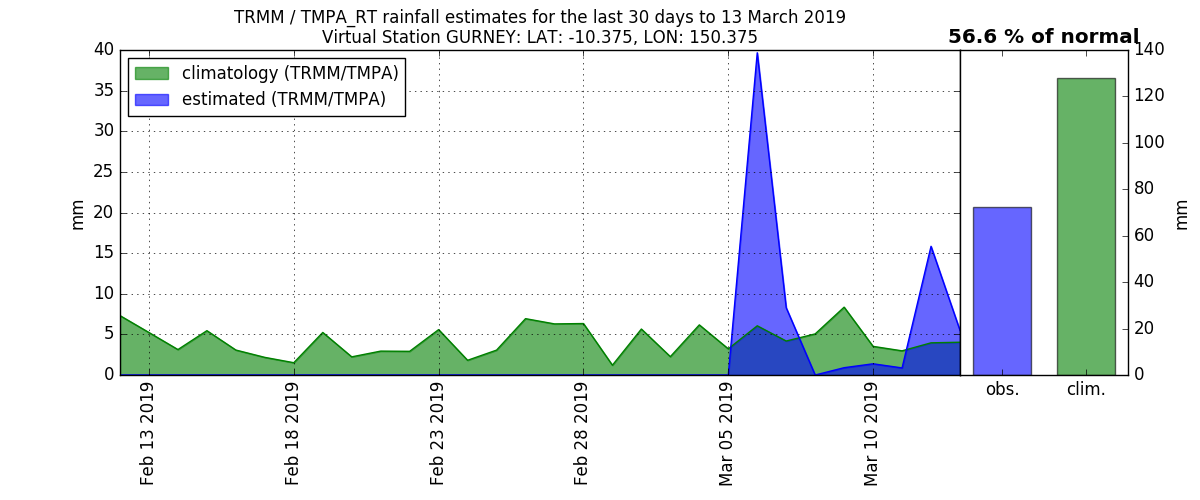 TRMM / TMPA_RT rainfall estimates for the last 30 days to 13 March 2019
Virtual Station GURNEY: LAT: -10.375, LON: 150.375
56.6 % of normal
climatology (TRMM/TMPA)
estimated (TRMM/TMPA)
40
35
30
25
20
15
10
5
0
mm
Feb 13 2019
Feb 18 2019
Feb 23 2019
Feb 28 2019
Mar 05 2019
Mar 10 2019
obs.
clim.
140
120
100
80
60
40
20
0
mm